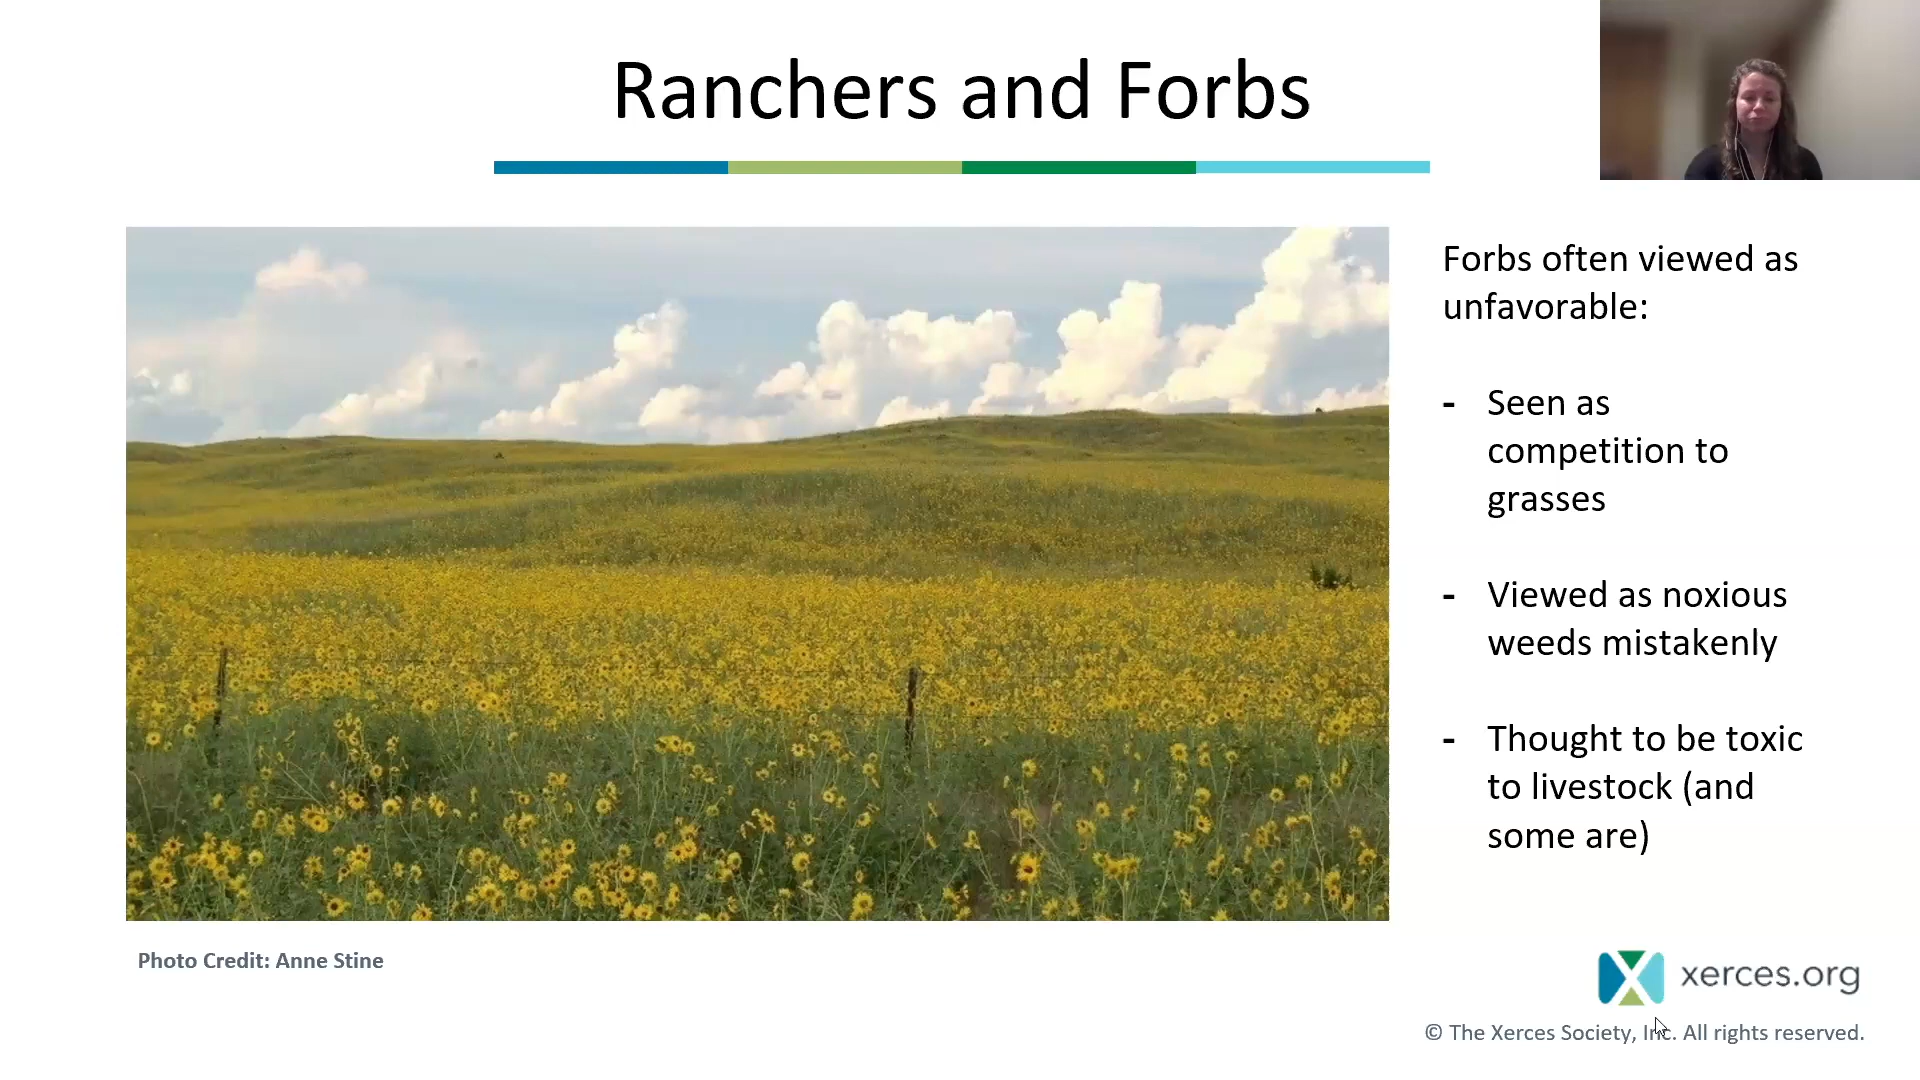 Ranchers and Forbs
Forbs often viewed as
unfavorable:
- Seen as
competition to
grasses
- Viewed as noxious
weeds mistakenly
- Thought to be toxic
to livestock (and
some are)
Photo Credit: Anne Stine
xerces.org
© The Xerces Society, Inc. All rights reserved.